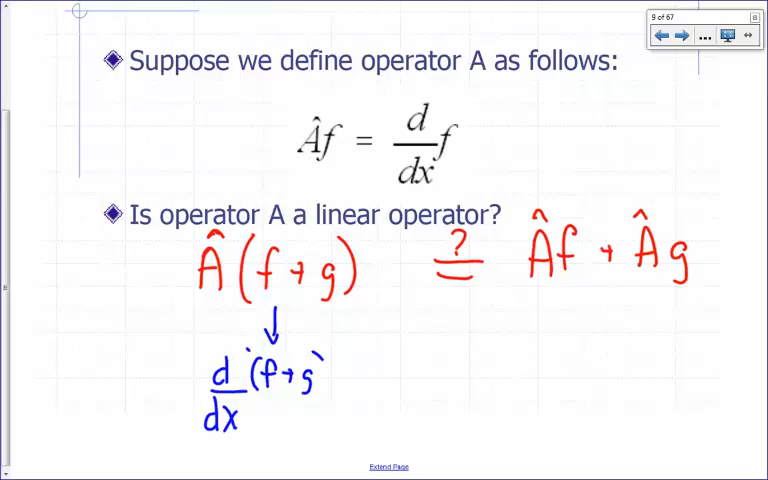 9 of 67
Suppose we define operator A as follows:
Âf = d/dx f
Is operator A a linear operator?
Â(f+g) ?= Âf + Âg
d/dx (f+g)
Extend Page